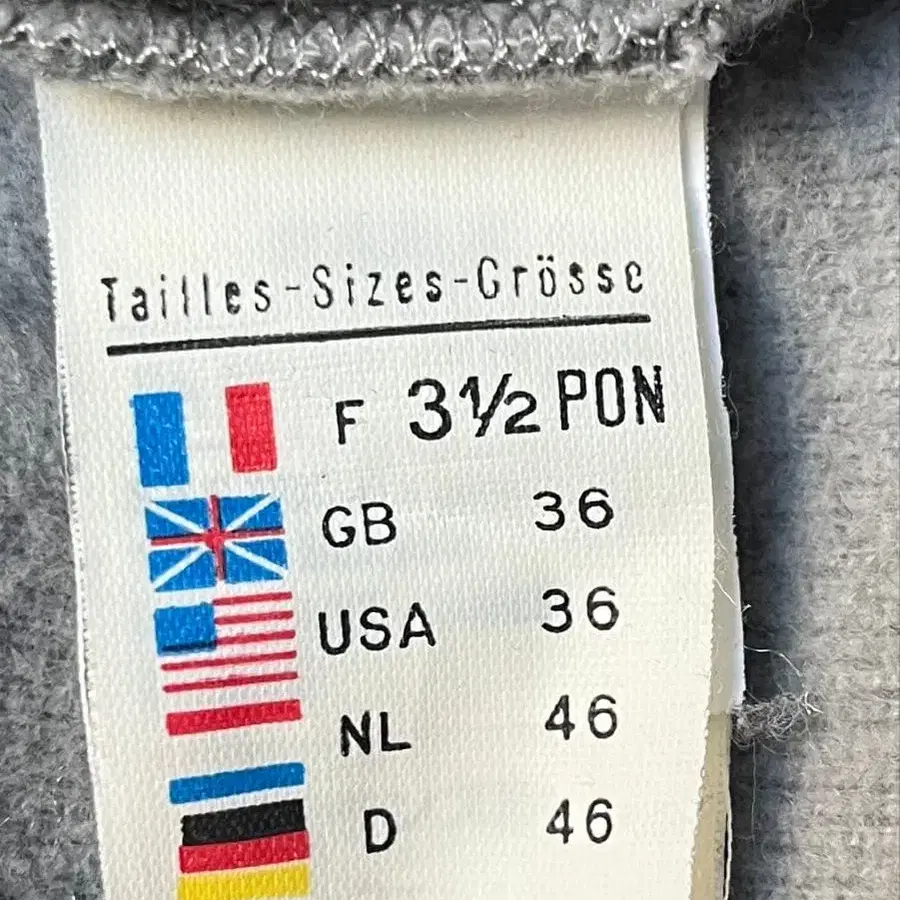 Tailles-Sizes-Grösse
F 3½ PON
GB 36
USA 36
NL 46
D 46